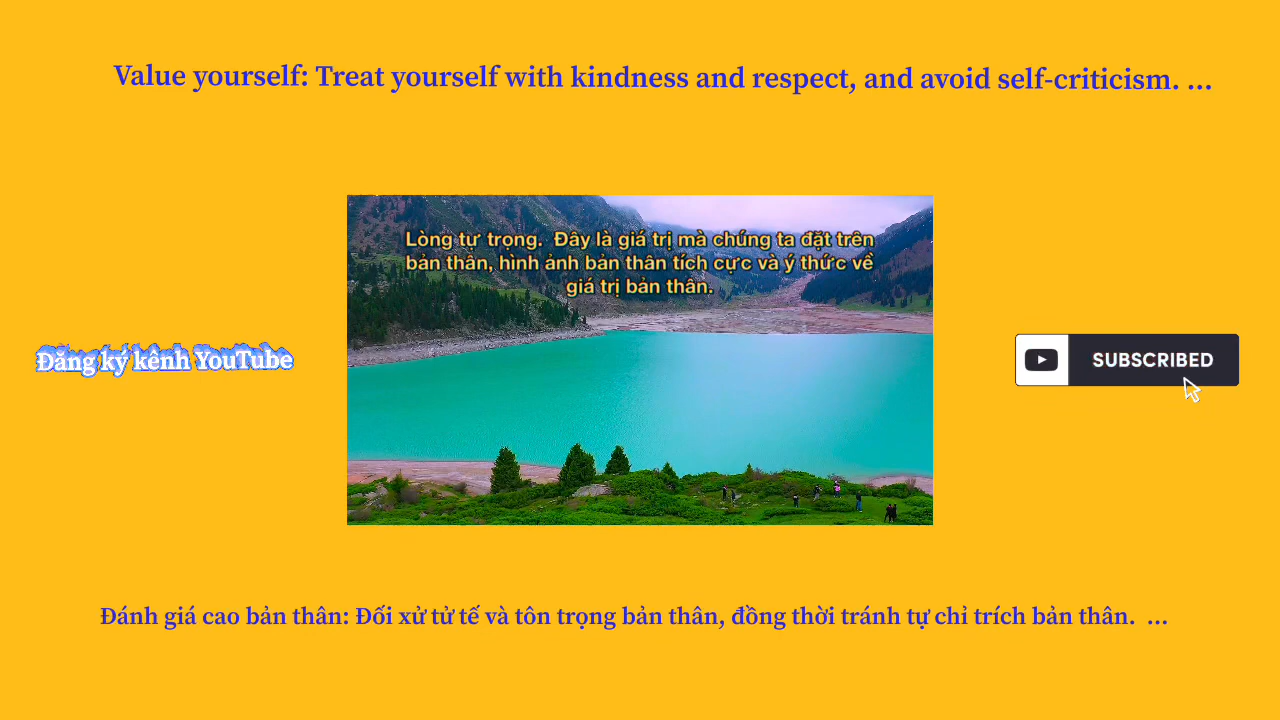 Value yourself: Treat yourself with kindness and respect, and avoid self-criticism. ...
Lòng tự trọng. Đây là giá trị mà chúng ta đặt trên
bản thân, hình ảnh bản thân tích cực và ý thức về
giá trị bản thân.
Đăng ký kênh YouTube
SUBSCRIBED
Đánh giá cao bản thân: Đối xử tử tế và tôn trọng bản thân, đồng thời tránh tự chỉ trích bản thân. ...